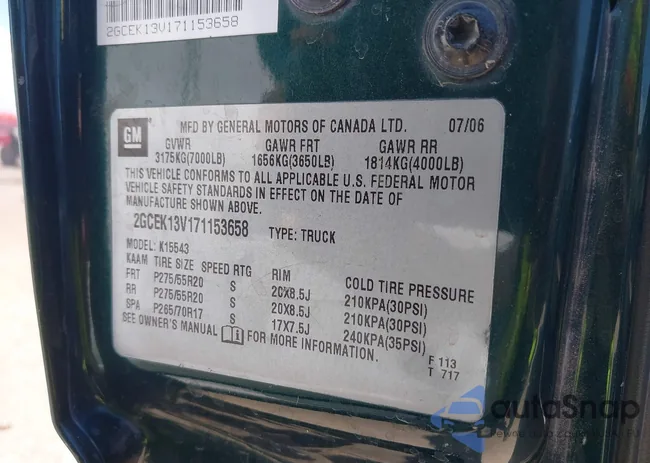 2GCEK13V171153658
GM MFD BY GENERAL MOTORS OF CANADA LTD. 07/06
GVWR GAWR FRT GAWR RR
3175KG(7000LB) 1656KG(3650LB) 1814KG(4000LB)
THIS VEHICLE CONFORMS TO ALL APPLICABLE U.S. FEDERAL MOTOR
VEHICLE SAFETY STANDARDS IN EFFECT ON THE DATE OF
MANUFACTURE SHOWN ABOVE.
2GCEK13V171153658 TYPE: TRUCK
MODEL: K15543
KAAM TIRE SIZE SPEED RTG RIM COLD TIRE PRESSURE
FRT P275/55R20 S 20X8.5J 210KPA(30PSI)
RR P275/55R20 S 20X8.5J 210KPA(30PSI)
SPA P265/70R17 S 17X7.5J 240KPA(35PSI)
SEE OWNER'S MANUAL FOR MORE INFORMATION.
F 113
T 717
autoSnap